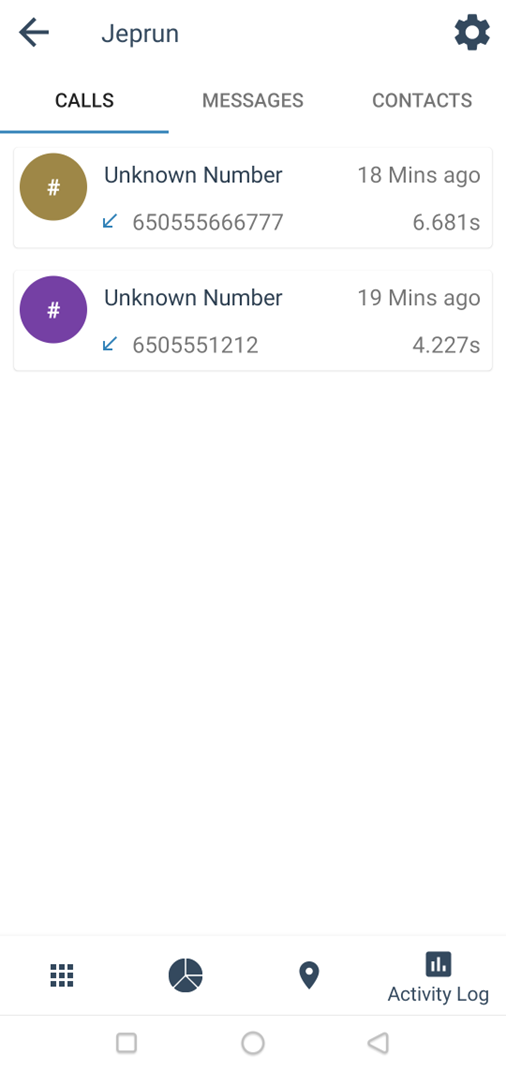 Jeprun
CALLS MESSAGES CONTACTS
# Unknown Number 18 Mins ago
650555666777 6.681s
# Unknown Number 19 Mins ago
6505551212 4.227s
Activity Log